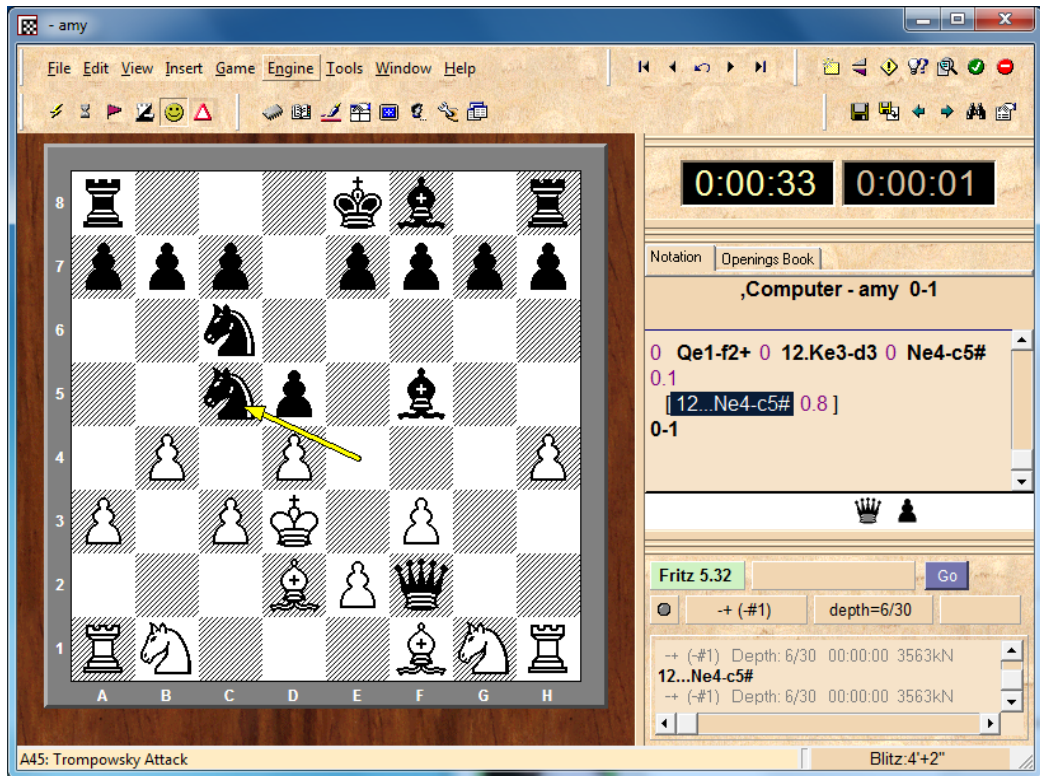 - amy
File Edit View Insert Game Engine Tools Window Help
0:00:33 0:00:01
Notation Openings Book
,Computer - amy 0-1
0 Qe1-f2+ 0 12.Ke3-d3 0 Ne4-c5#
0.1
[12...Ne4-c5# 0.8 ]
0-1
8
7
6
5
4
3
2
1
A B C D E F G H
Fritz 5.32 Go
-+ (-#1) depth=6/30
-+ (-#1) Depth: 6/30 00:00:00 3563kN
12...Ne4-c5#
-+ (-#1) Depth: 6/30 00:00:00 3563kN
A45: Trompowsky Attack Blitz:4'+2"